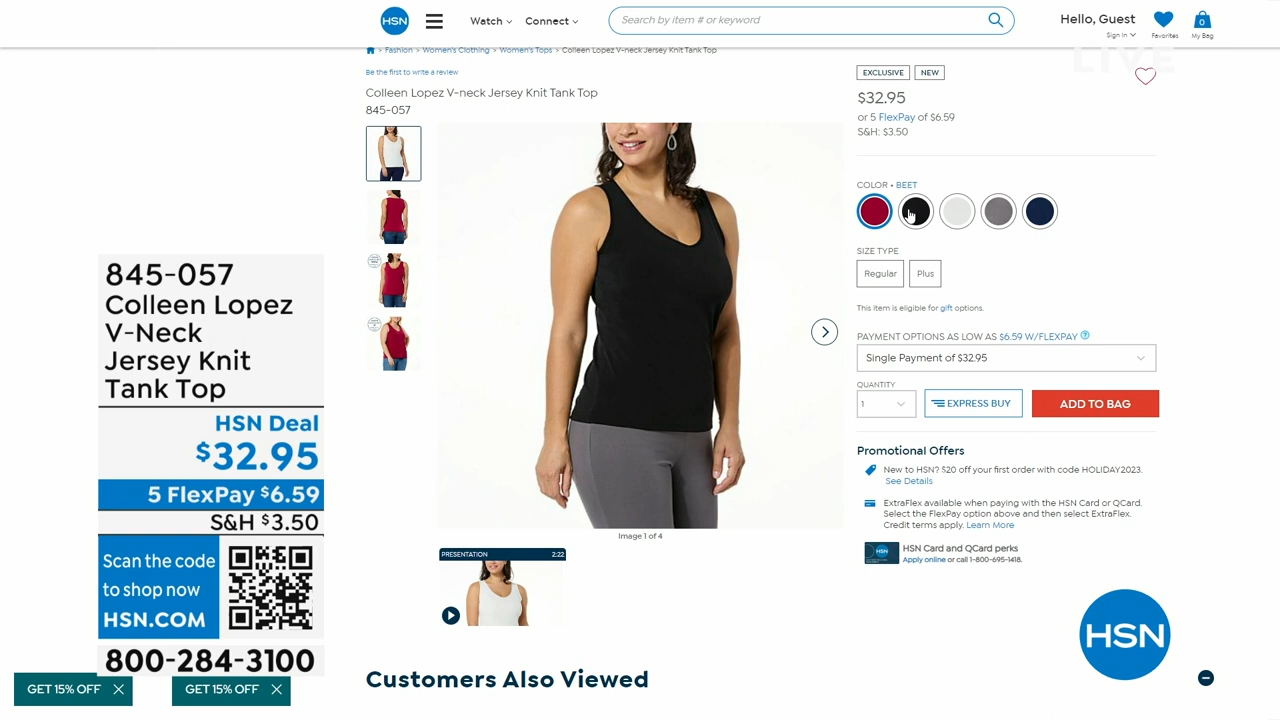 HSN
Watch
Connect
Search by item # or keyword
Hello, Guest
Sign In
Favorites
0
My Bag
LIVE
> Fashion > Women's Clothing > Women's Tops > Colleen Lopez V-neck Jersey Knit Tank Top
Be the first to write a review
Colleen Lopez V-neck Jersey Knit Tank Top
845-057
EXCLUSIVE
NEW
$32.95
or 5 FlexPay of $6.59
S&H: $3.50
COLOR • BEET
SIZE TYPE
Regular
Plus
This item is eligible for gift options.
PAYMENT OPTIONS AS LOW AS $6.59 W/FLEXPAY ?
Single Payment of $32.95
QUANTITY
1
EXPRESS BUY
ADD TO BAG
Promotional Offers
New to HSN? $20 off your first order with code HOLIDAY2023.
See Details
ExtraFlex available when paying with the HSN Card or QCard.
Select the FlexPay option above and then select ExtraFlex.
Credit terms apply. Learn More
HSN
HSN Card and QCard perks
Apply online or call 1-800-695-1418.
Image 1 of 4
PRESENTATION 2:22
845-057
Colleen Lopez
V-Neck
Jersey Knit
Tank Top
HSN Deal
$32.95
5 FlexPay $6.59
S&H $3.50
Scan the code
to shop now
HSN.COM
800-284-3100
GET 15% OFF
GET 15% OFF
Customers Also Viewed
HSN